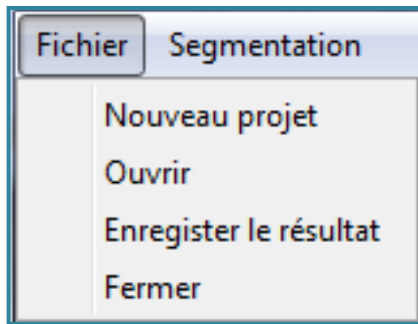 Fichier Segmentation
Nouveau projet
Ouvrir
Enregister le résultat
Fermer